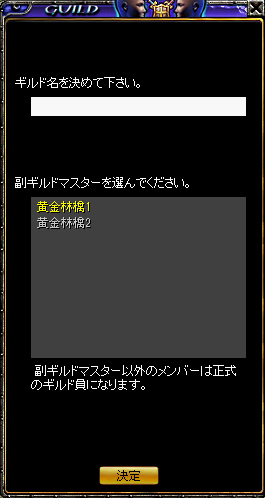 GUILD
ギルド名を決めて下さい。
副ギルドマスターを選んでください。
黄金林檎1
黄金林檎2
副ギルドマスター以外のメンバーは正式
のギルド員になります。
決定